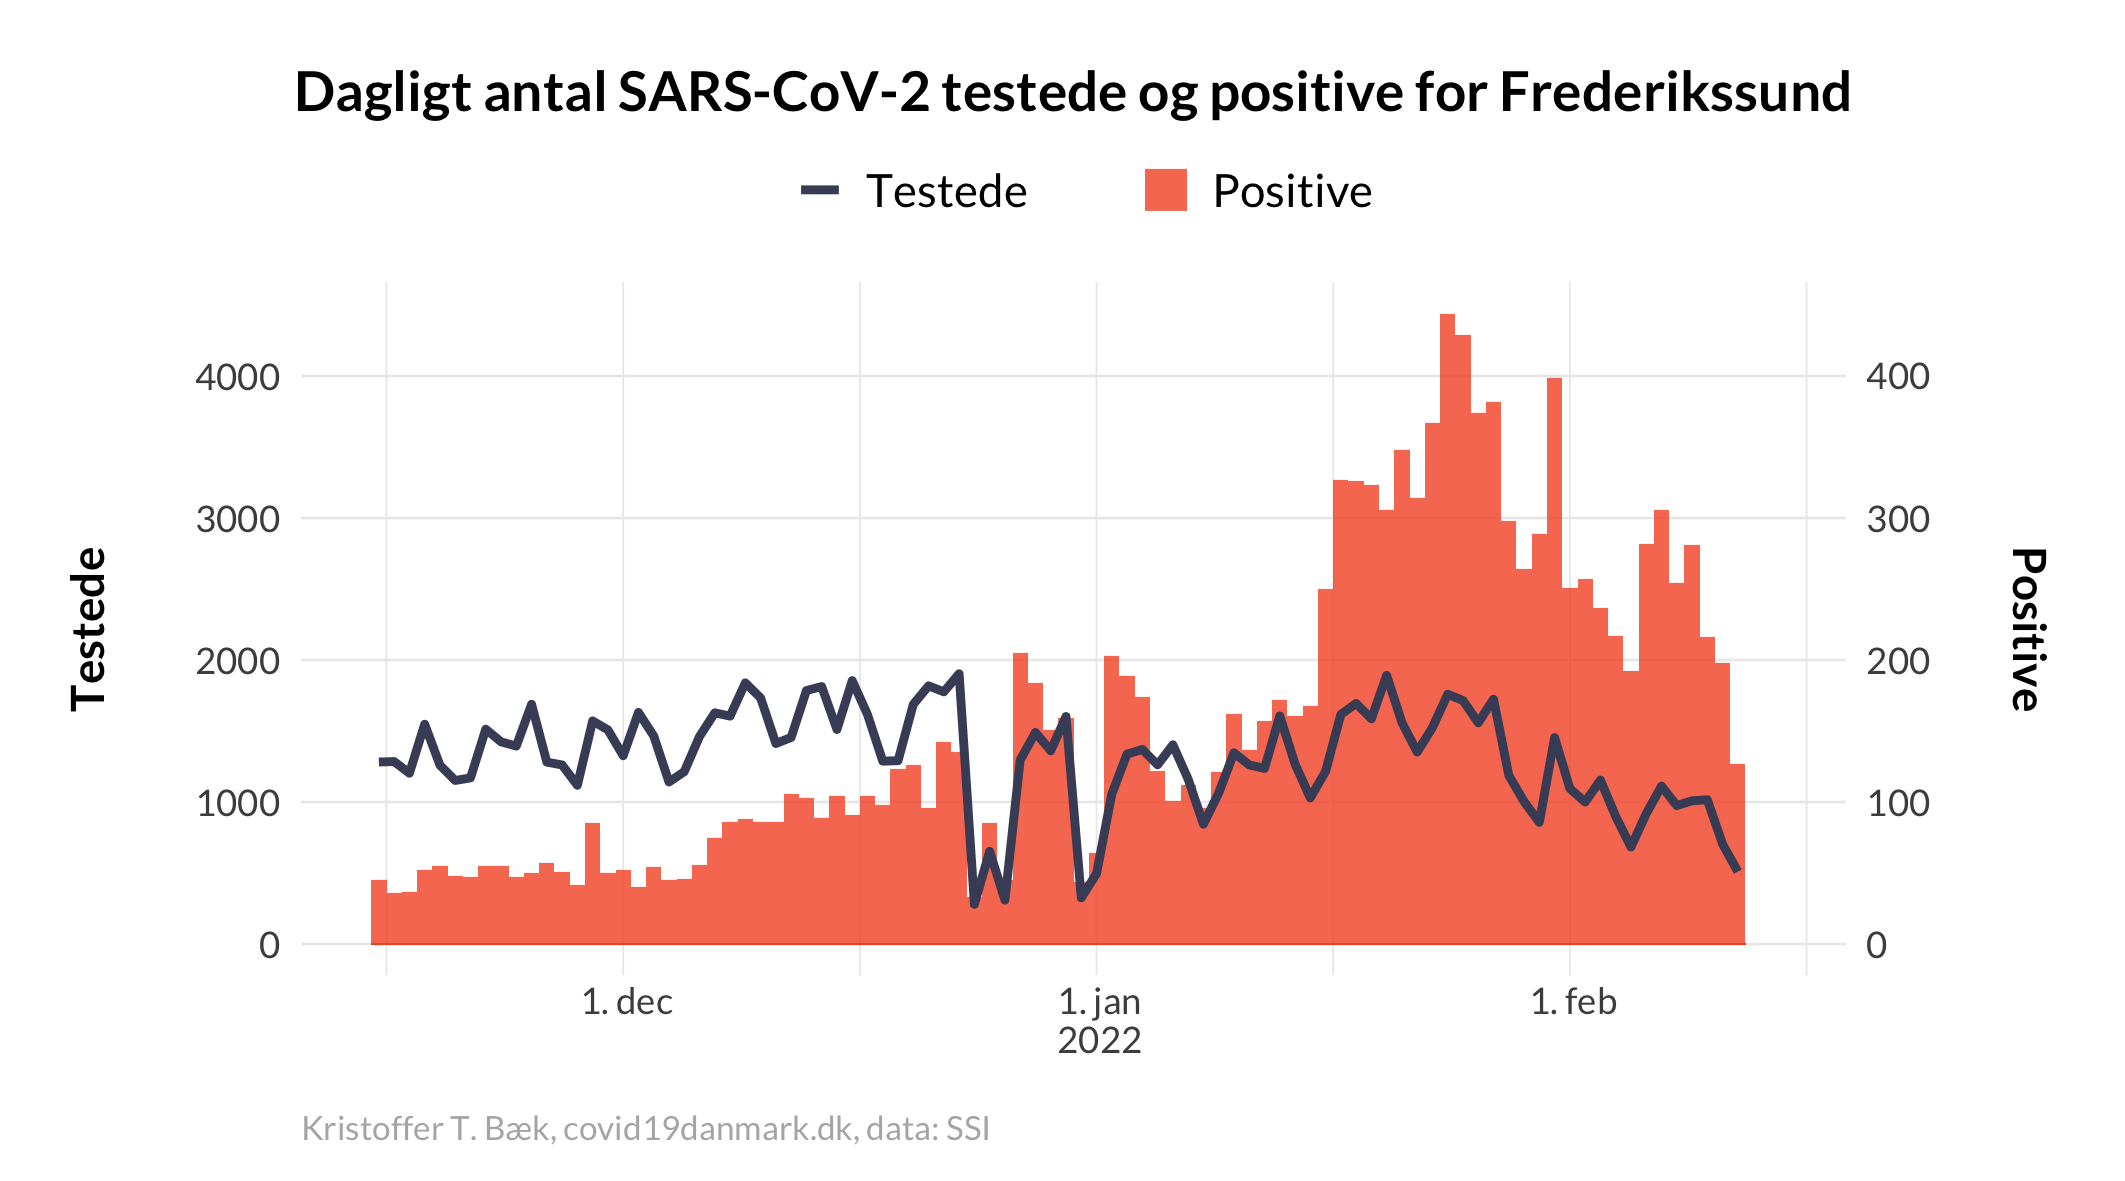 Dagligt antal SARS-CoV-2 testede og positive for Frederikssund
Testede
Positive
4000
3000
2000
1000
0
Testede
400
300
200
100
0
Positive
1. dec
1. jan
2022
1. feb
Kristoffer T. Bæk, covid19danmark.dk, data: SSI